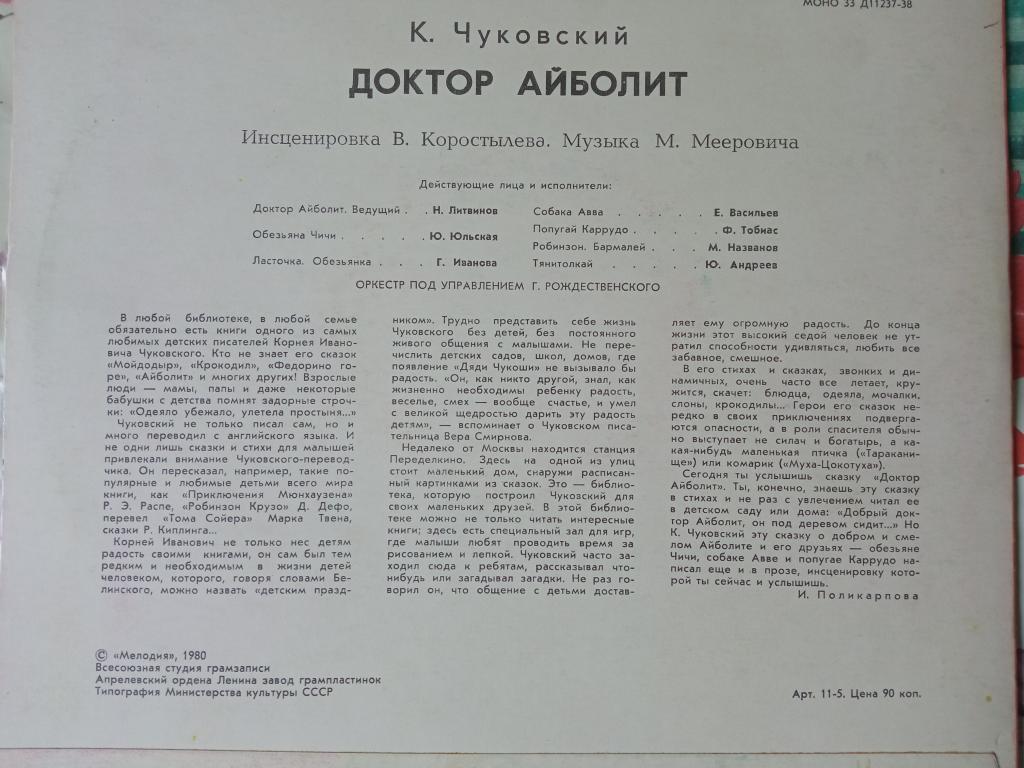 МОНО 33 Д11237-38
К. Чуковский
ДОКТОР АЙБОЛИТ
Инсценировка В. Коростылева. Музыка М. Мееровича
Действующие лица и исполнители:
Доктор Айболит. Ведущий . . Н. Литвинов
Обезьяна Чичи . . . . . Ю. Юльская
Ласточка. Обезьянка . . . Г. Иванова
Собака Авва . . . . . Е. Васильев
Попугай Каррудо . . . . Ф. Тобиас
Робинзон. Бармалей . . . М. Названов
Тянитолкай . . . . . Ю. Андреев
ОРКЕСТР ПОД УПРАВЛЕНИЕМ Г. РОЖДЕСТВЕНСКОГО
В любой библиотеке, в любой семье
обязательно есть книги одного из самых
любимых детских писателей Корнея Ивано-
вича Чуковского. Кто не знает его сказок
«Мойдодыр», «Крокодил», «Федорино го-
ре», «Айболит» и многих других! Взрослые
люди — мамы, папы и даже некоторые
бабушки с детства помнят задорные строч-
ки: «Одеяло убежало, улетела простыня...»
Чуковский не только писал сам, но и
много переводил с английского языка. И
не одни лишь сказки и стихи для малышей
привлекали внимание Чуковского-перевод-
чика. Он пересказал, например, такие по-
пулярные и любимые детьми всего мира
книги, как «Приключения Мюнхаузена»
Р. Э. Распе, «Робинзон Крузо» Д. Дефо,
перевел «Тома Сойера» Марка Твена,
сказки Р. Киплинга...
Корней Иванович не только нес детям
радость своими книгами, он сам был тем
редким и необходимым в жизни детей
человеком, которого, говоря словами Бе-
линского, можно назвать «детским празд-
ником». Трудно представить себе жизнь
Чуковского без детей, без постоянного
живого общения с малышами. Не пере-
числить детских садов, школ, домов, где
появление «Дяди Чукоши» не вызывало бы
радость. «Он, как никто другой, знал, как
жизненно необходимы ребенку радость,
веселье, смех — вообще счастье, и умел
с великой щедростью дарить эту радость
детям», — вспоминает о Чуковском писа-
тельница Вера Смирнова.
Недалеко от Москвы находится станция
Переделкино. Здесь на одной из улиц
стоит маленький дом, снаружи расписан-
ный картинками из сказок. Это — библио-
тека, которую построил Чуковский для
своих маленьких друзей. В этой библио-
теке можно не только читать интересные
книги; здесь есть специальный зал для игр,
где малыши любят проводить время за
рисованием и лепкой. Чуковский часто за-
ходил сюда к ребятам, рассказывал что-
нибудь или загадывал загадки. Не раз го-
ворил он, что общение с детьми достав-
ляет ему огромную радость. До конца
жизни этот высокий седой человек не ут-
ратил способности удивляться, любить все
забавное, смешное.
В его стихах и сказках, звонких и ди-
намичных, очень часто все летает, кру-
жится, скачет: блюдца, одеяла, мочалки.
слоны, крокодилы... Герои его сказок не-
редко в своих приключениях подверга-
ются опасности, а в роли спасителя обыч-
но выступает не силач и богатырь, а ка-
кая-нибудь маленькая птичка («Таракани-
ще») или комарик («Муха-Цокотуха»).
Сегодня ты услышишь сказку «Доктор
Айболит». Ты, конечно, знаешь эту сказку
в стихах и не раз с увлечением читал ее
в детском саду или дома: «Добрый док-
тор Айболит, он под деревом сидит...» Но
К. Чуковский эту сказку о добром и сме-
лом Айболите и его друзьях — обезьяне
Чичи, собаке Авве и попугае Каррудо на-
писал еще и в прозе, инсценировку кото-
рой ты сейчас и услышишь.
И. Поликарпова
© «Мелодия», 1980
Всесоюзная студия грамзаписи
Апрелевский ордена Ленина завод грампластинок
Типография Министерства культуры СССР
Арт. 11-5. Цена 90 коп.